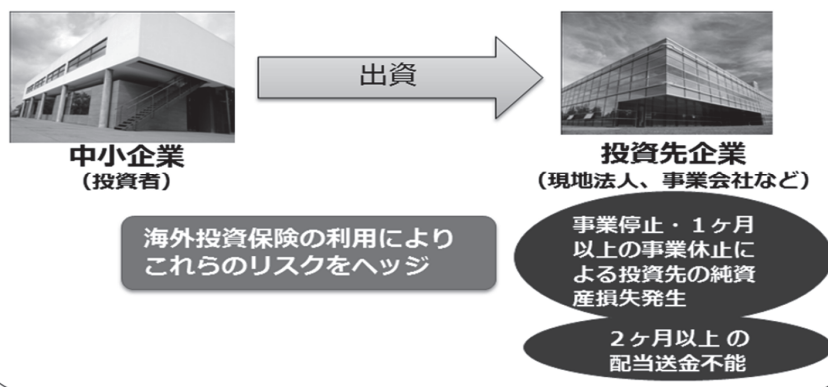 出資
中小企業
(投資者)
投資先企業
(現地法人、事業会社など)
海外投資保険の利用により
これらのリスクをヘッジ
事業停止・1ヶ月
以上の事業休止に
よる投資先の純資
産損失発生
2ヶ月以上 の
配当送金不能